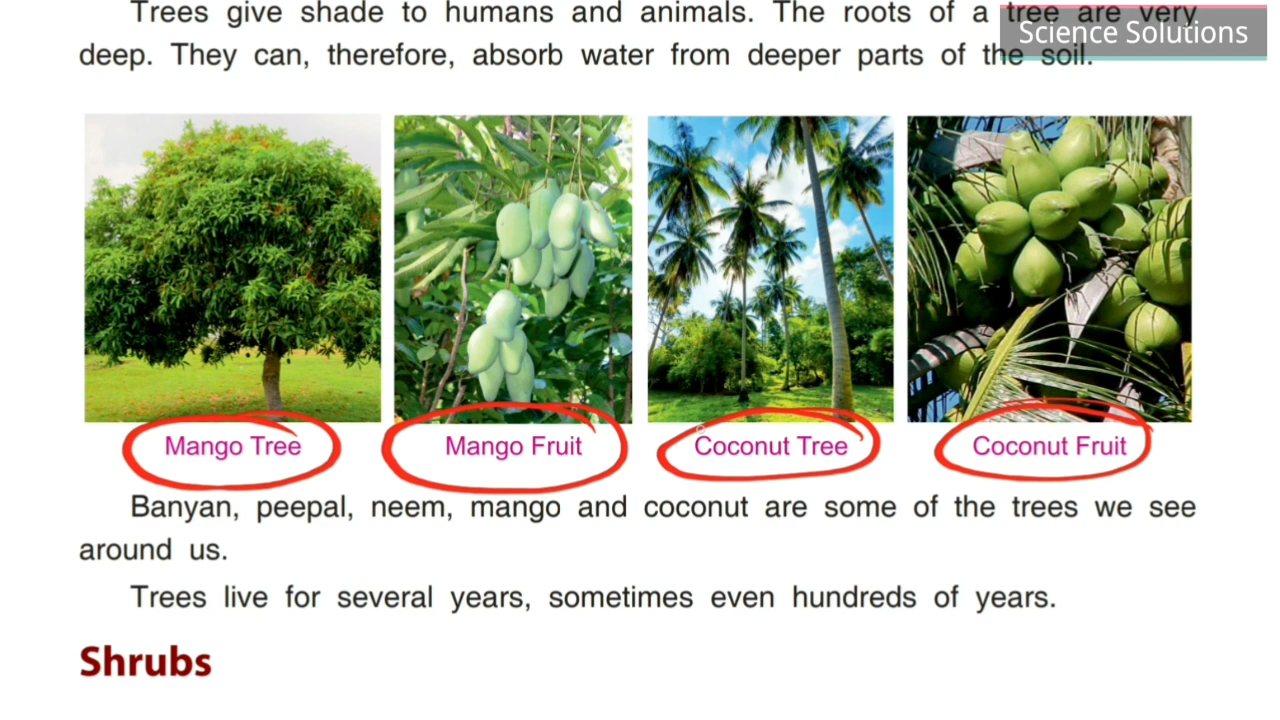 Trees give shade to humans and animals. The roots of a tree are very
Science Solutions
deep. They can, therefore, absorb water from deeper parts of the soil.
Mango Tree
Mango Fruit
Coconut Tree
Coconut Fruit
Banyan, peepal, neem, mango and coconut are some of the trees we see
around us.
Trees live for several years, sometimes even hundreds of years.
Shrubs